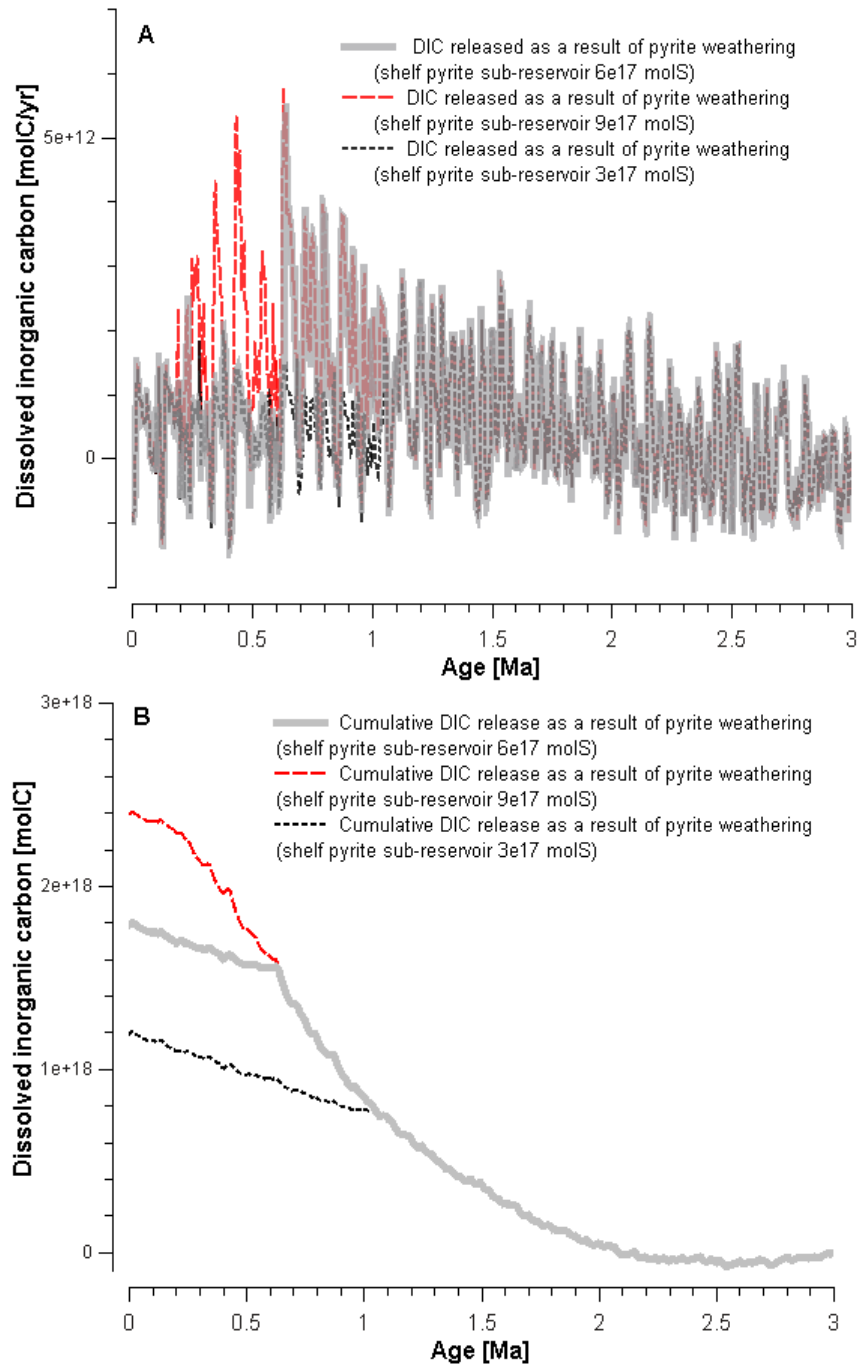 A
DIC released as a result of pyrite weathering
(shelf pyrite sub-reservoir 6e17 molS)
DIC released as a result of pyrite weathering
(shelf pyrite sub-reservoir 9e17 molS)
DIC released as a result of pyrite weathering
(shelf pyrite sub-reservoir 3e17 molS)
Dissolved inorganic carbon [molC/yr]
5e+12
0
0 0.5 1 1.5 2 2.5 3
Age [Ma]
B
Cumulative DIC release as a result of pyrite weathering
(shelf pyrite sub-reservoir 6e17 molS)
Cumulative DIC release as a result of pyrite weathering
(shelf pyrite sub-reservoir 9e17 molS)
Cumulative DIC release as a result of pyrite weathering
(shelf pyrite sub-reservoir 3e17 molS)
Dissolved inorganic carbon [molC]
3e+18
2e+18
1e+18
0
0 0.5 1 1.5 2 2.5 3
Age [Ma]